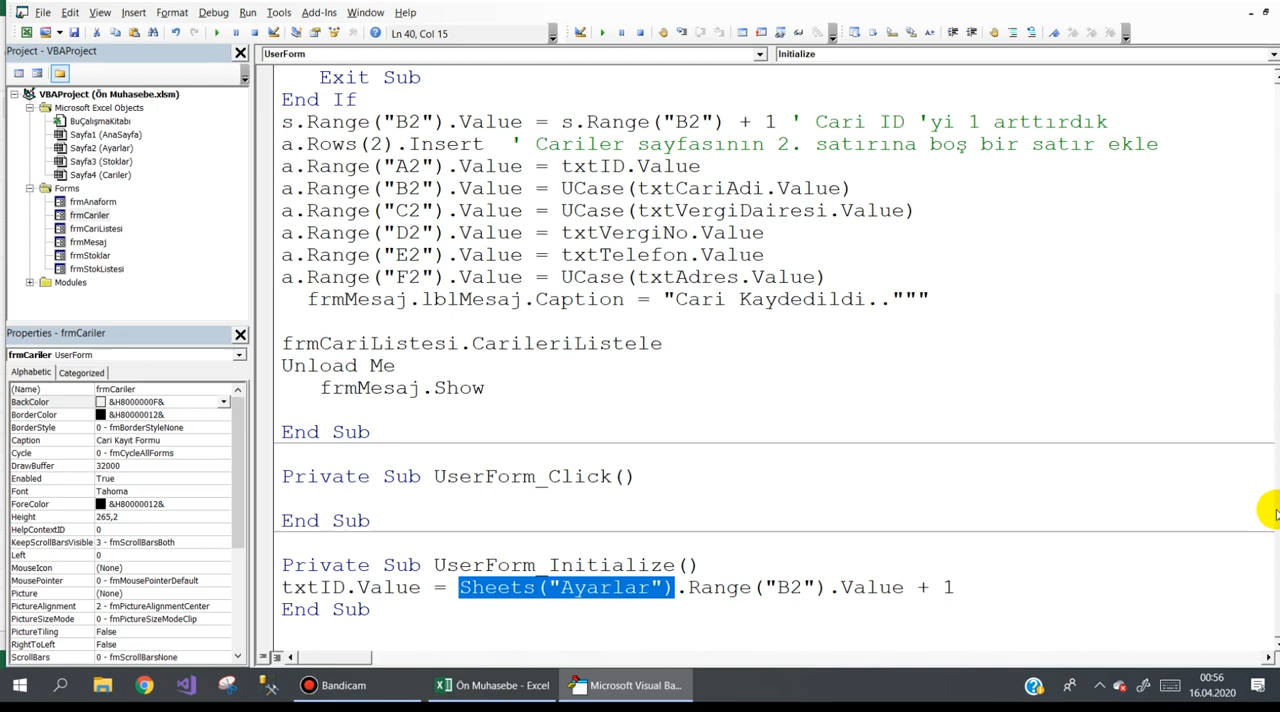 File Edit View Insert Format Debug Run Tools Add-Ins Window Help
Ln 40, Col 15
Project - VBAProject
UserForm
Initialize
VBAProject (Ön Muhasebe.xlsm)
Microsoft Excel Objects
BuÇalışmaKitabı
Sayfa1 (AnaSayfa)
Sayfa2 (Ayarlar)
Sayfa3 (Stoklar)
Sayfa4 (Cariler)
Forms
frmAnaform
frmCariler
frmCariListesi
frmMesaj
frmStoklar
frmStokListesi
Modules
Properties - frmCariler
frmCariler UserForm
Alphabetic Categorized
(Name) frmCariler
BackColor &H8000000F&
BorderColor &H80000012&
BorderStyle 0 - fmBorderStyleNone
Caption Cari Kayıt Formu
Cycle 0 - fmCycleAllForms
DrawBuffer 32000
Enabled True
Font Tahoma
ForeColor &H80000012&
Height 265,2
HelpContextID 0
KeepScrollBarsVisible 3 - fmScrollBarsBoth
Left 0
MouseIcon (None)
MousePointer 0 - fmMousePointerDefault
Picture (None)
PictureAlignment 2 - fmPictureAlignmentCenter
PictureSizeMode 0 - fmPictureSizeModeClip
PictureTiling False
RightToLeft False
ScrollBars 0 - fmScrollBarsNone
Exit Sub
End If
s.Range("B2").Value = s.Range("B2") + 1 ' Cari ID 'yi 1 arttırdık
a.Rows(2).Insert ' Cariler sayfasının 2. satırına boş bir satır ekle
a.Range("A2").Value = txtID.Value
a.Range("B2").Value = UCase(txtCariAdi.Value)
a.Range("C2").Value = UCase(txtVergiDairesi.Value)
a.Range("D2").Value = txtVergiNo.Value
a.Range("E2").Value = txtTelefon.Value
a.Range("F2").Value = UCase(txtAdres.Value)
frmMesaj.lblMesaj.Caption = "Cari Kaydedildi.."""
frmCariListesi.CarileriListele
Unload Me
frmMesaj.Show
End Sub
Private Sub UserForm_Click()
End Sub
Private Sub UserForm_Initialize()
txtID.Value = Sheets("Ayarlar").Range("B2").Value + 1
End Sub
Bandicam
Ön Muhasebe - Excel
Microsoft Visual Ba...
00:56
16.04.2020